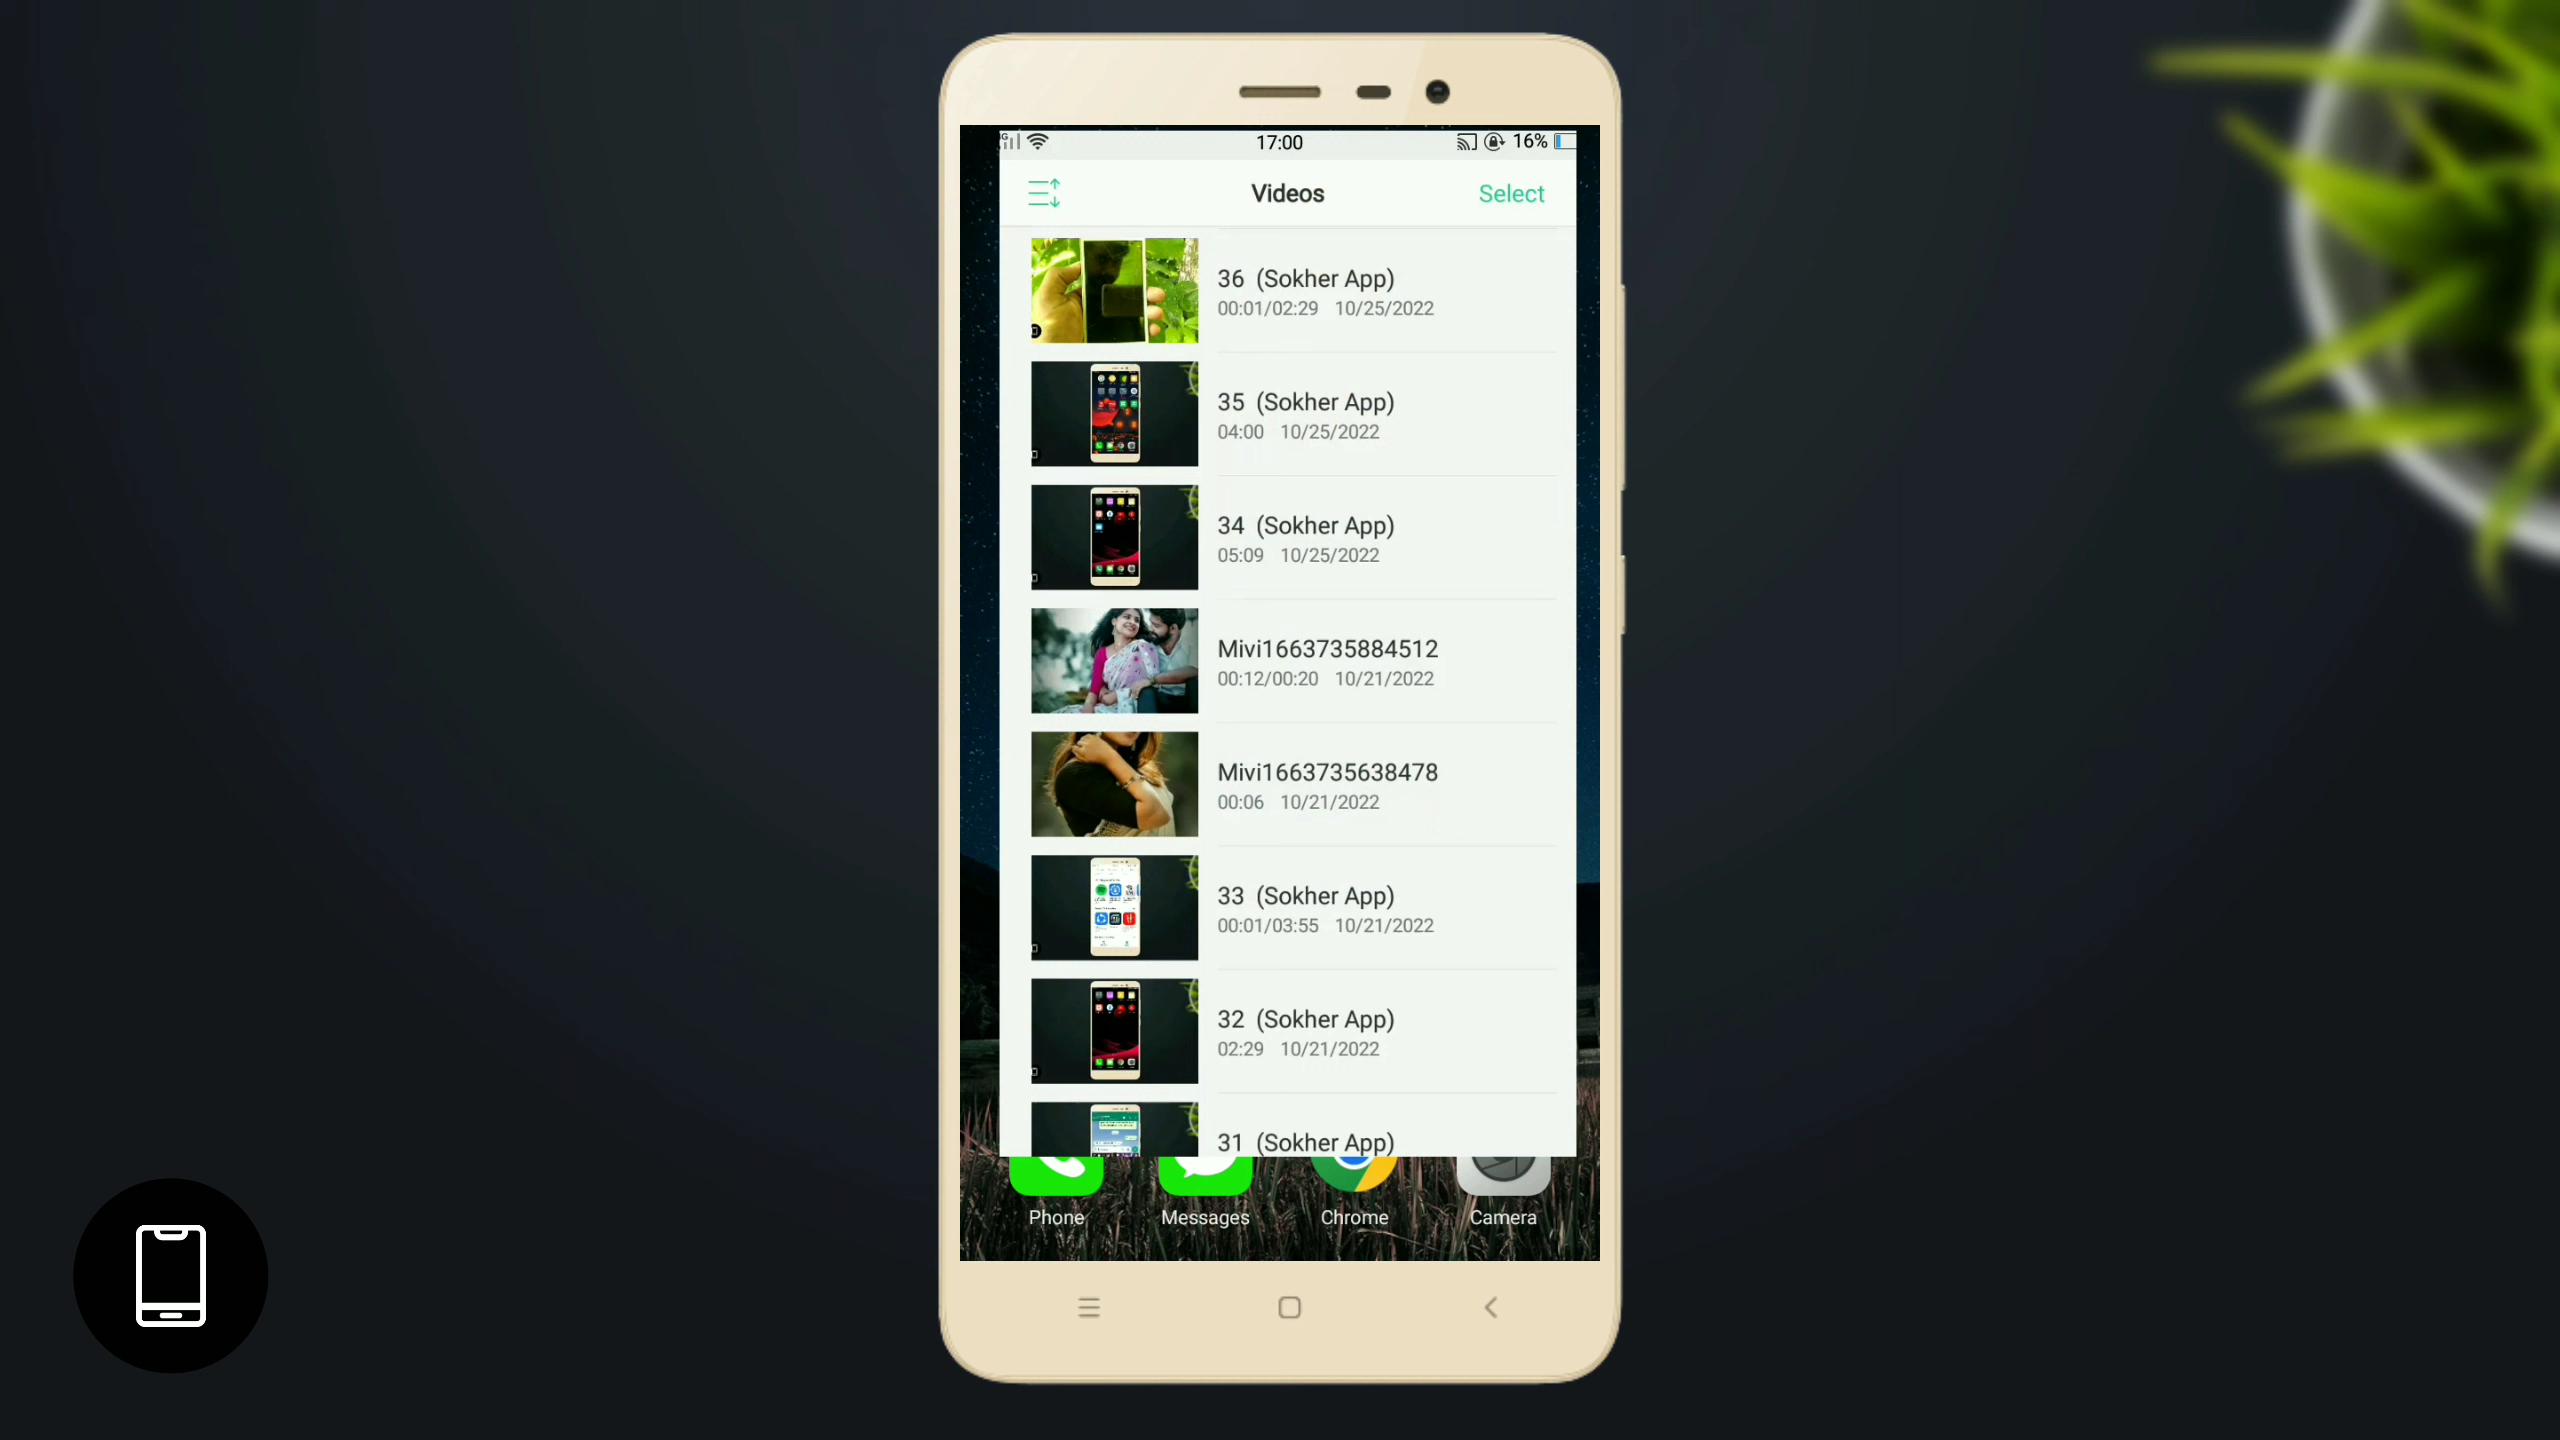 17:00
16%
Videos
Select
36 (Sokher App)
00:01/02:29 10/25/2022
35 (Sokher App)
04:00 10/25/2022
34 (Sokher App)
05:09 10/25/2022
Mivi1663735884512
00:12/00:20 10/21/2022
Mivi1663735638478
00:06 10/21/2022
33 (Sokher App)
00:01/03:55 10/21/2022
32 (Sokher App)
02:29 10/21/2022
31 (Sokher App)
Phone
Messages
Chrome
Camera